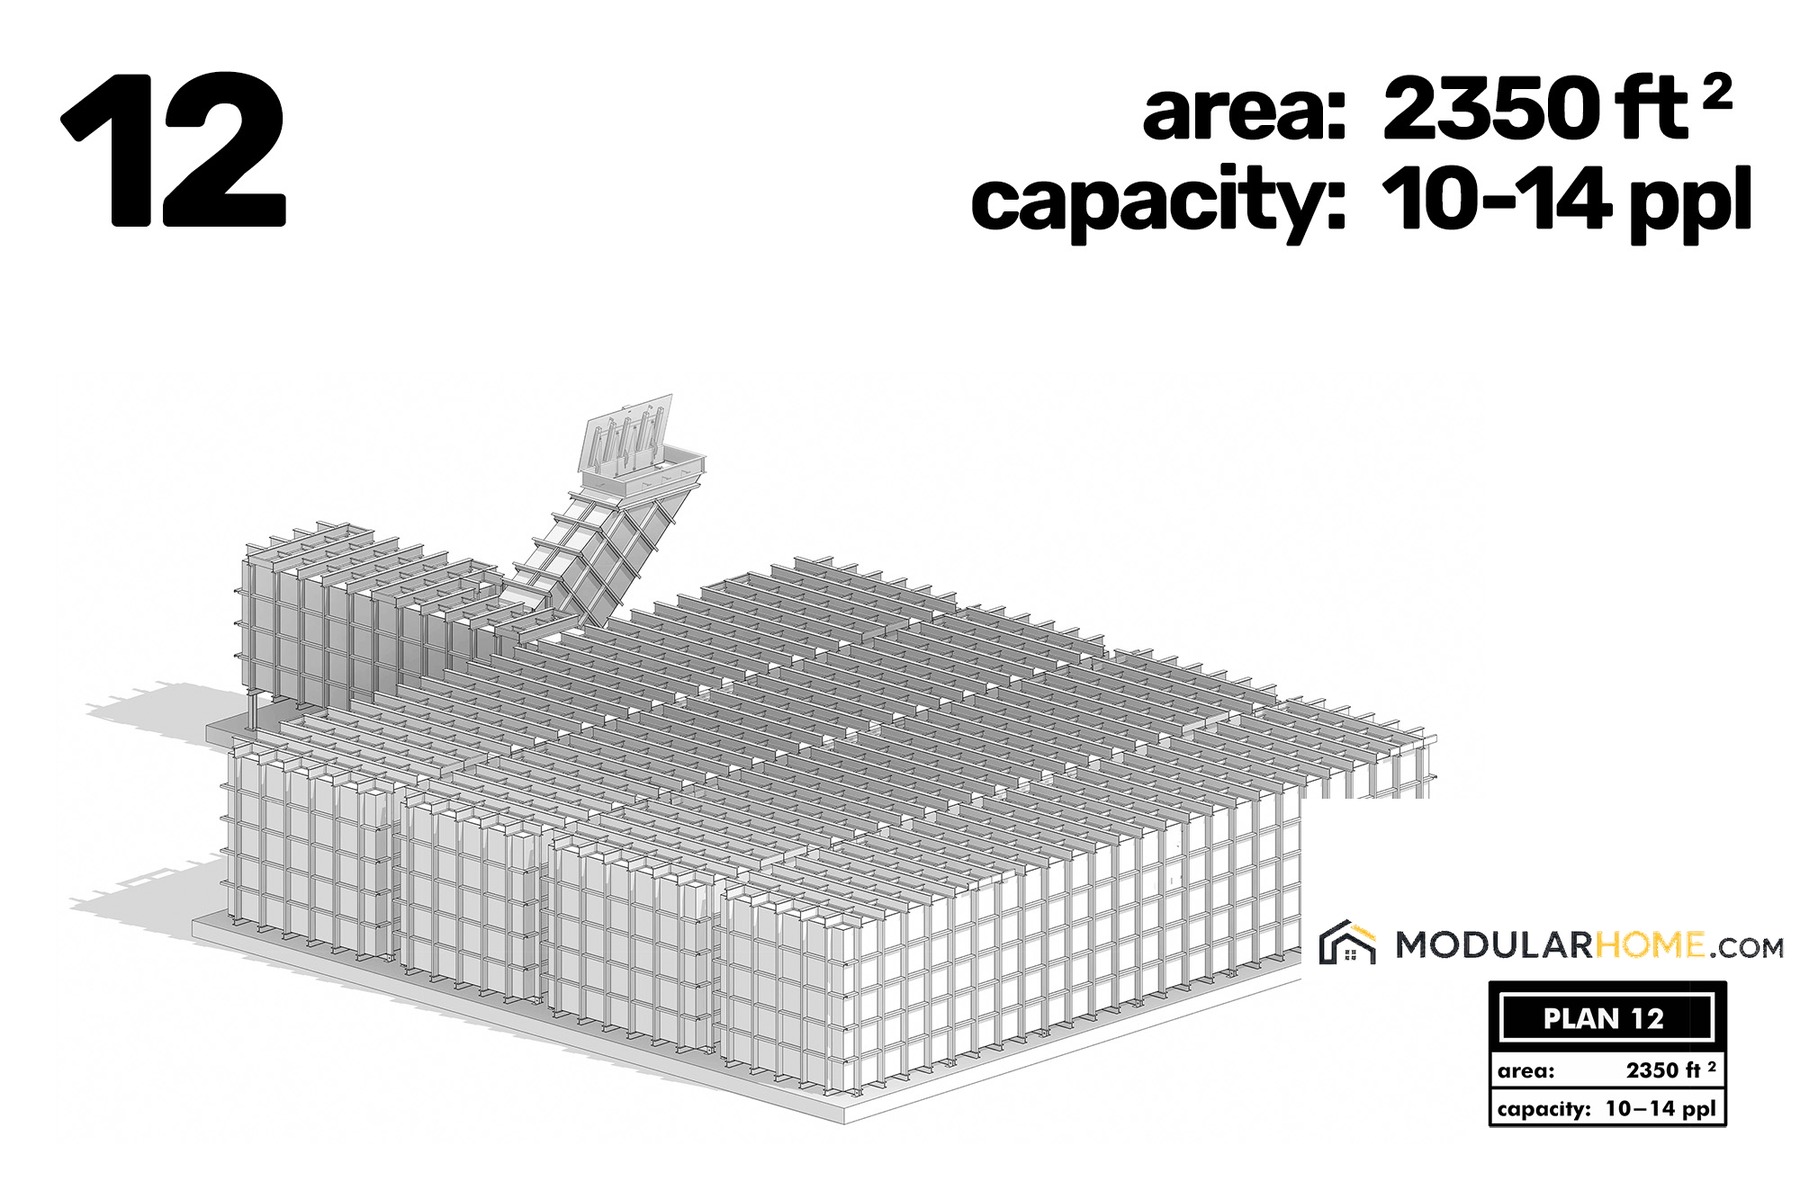 12
area: 2350 ft ²
capacity: 10-14 ppl
MODULARHOME.COM
PLAN 12
area: 2350 ft ²
capacity: 10–14 ppl